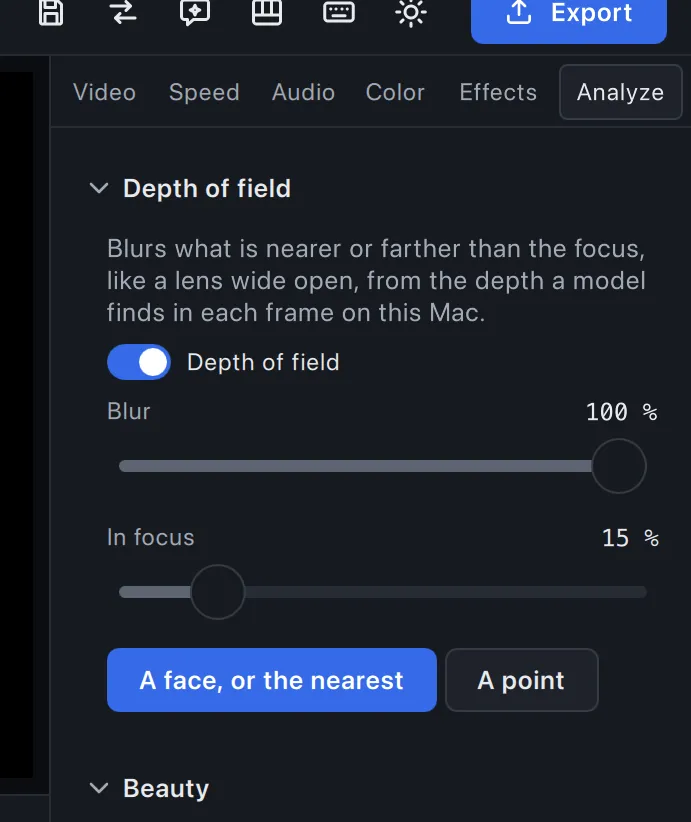 Export
Video Speed Audio Color Effects Analyze
Depth of field
Blurs what is nearer or farther than the focus,
like a lens wide open, from the depth a model
finds in each frame on this Mac.
Depth of field
Blur 100 %
In focus 15 %
A face, or the nearest A point
Beauty